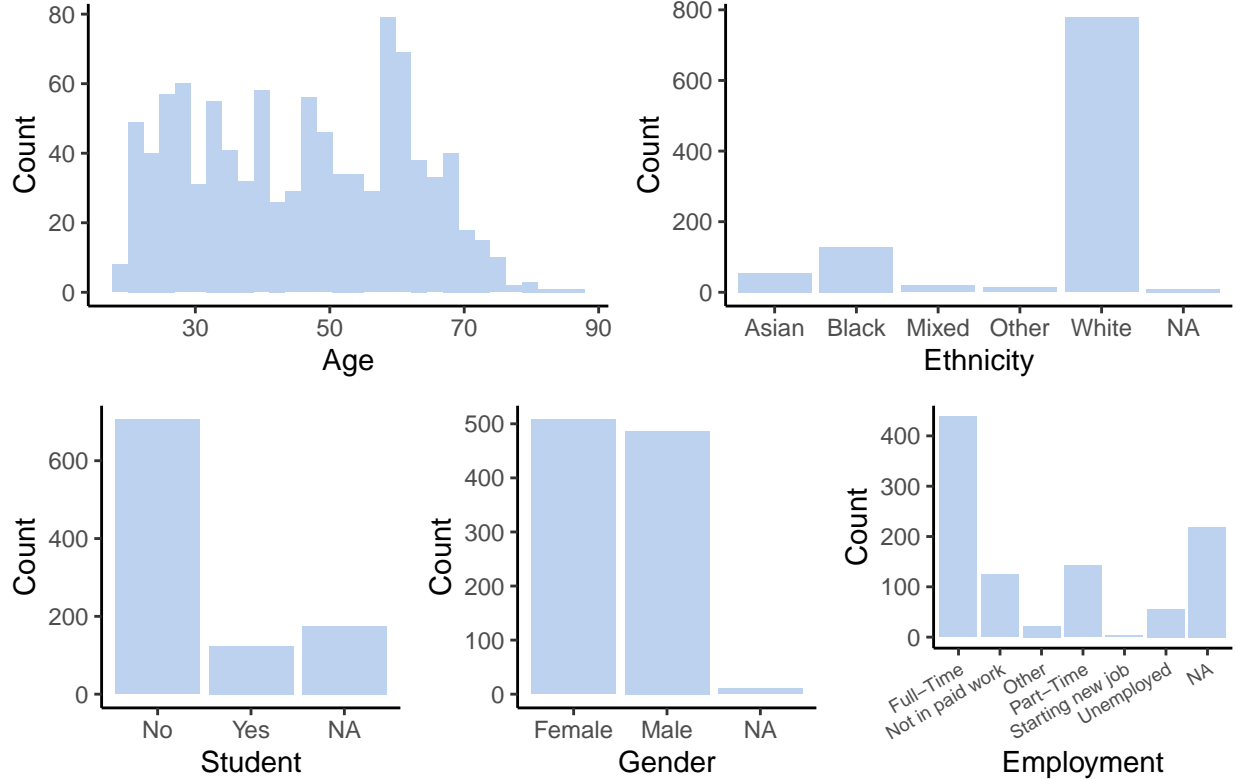 80
60
40
20
0
Count
30 50 70 90
Age
800
600
400
200
0
Count
Asian Black Mixed Other White NA
Ethnicity
600
400
200
0
Count
No Yes NA
Student
500
400
300
200
100
0
Count
Female Male NA
Gender
400
300
200
100
0
Count
Full−Time
Not in paid work
Other
Part−Time
Starting new job
Unemployed
NA
Employment